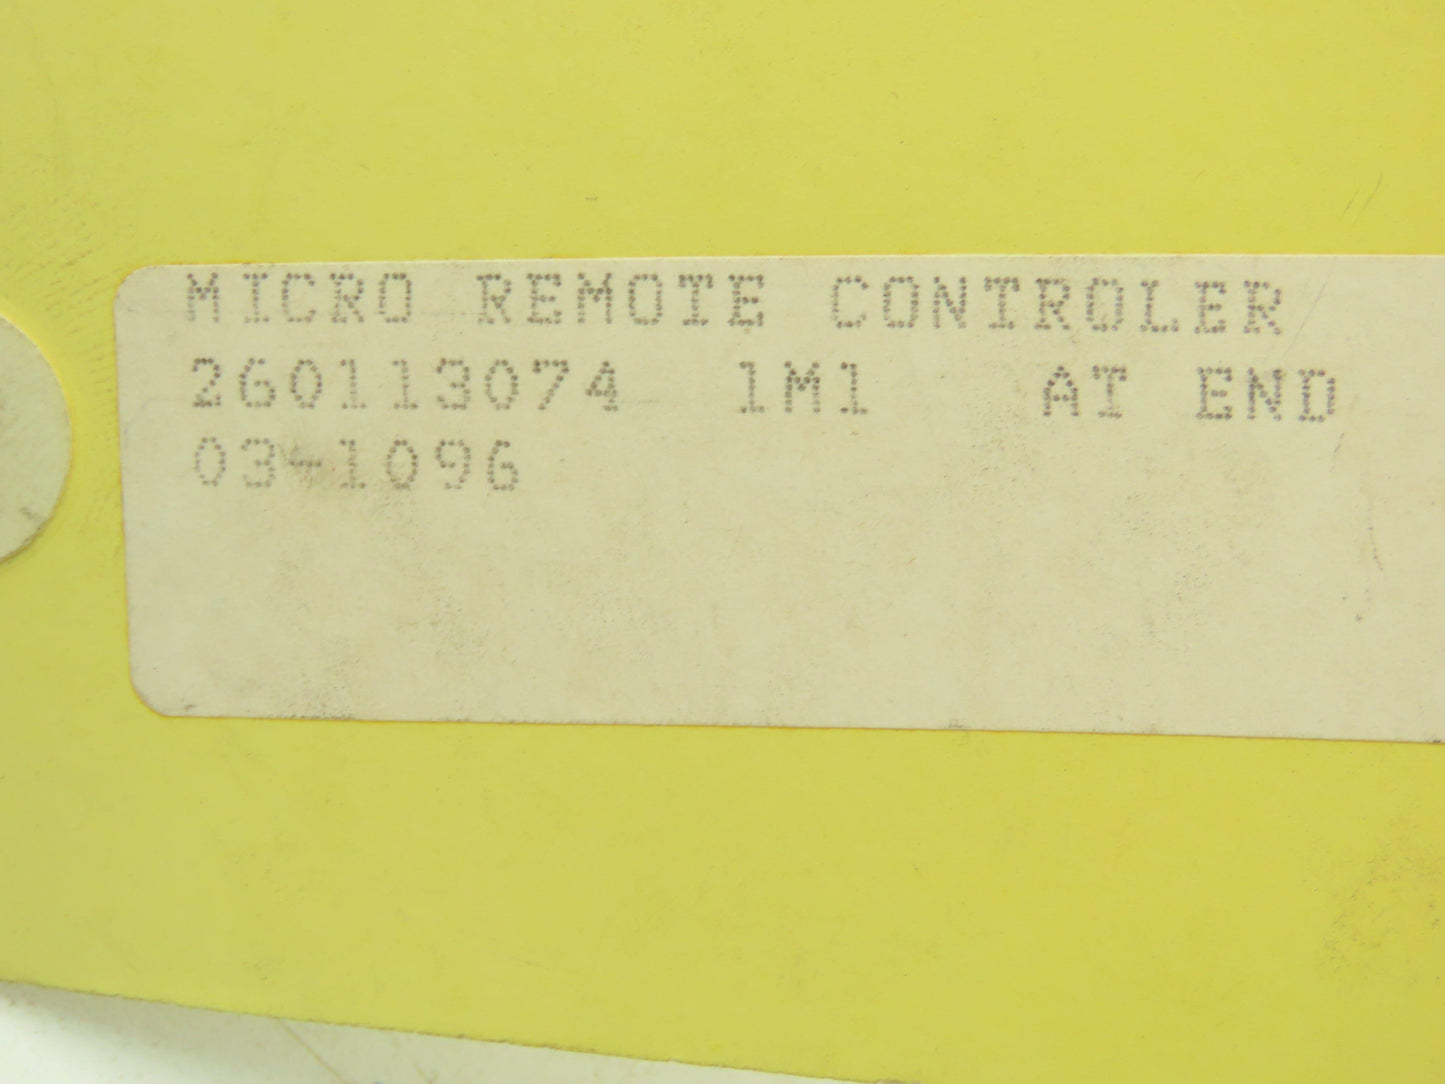 MICRO REMOTE CONTROLER
260113074 1M1 AT END
03-1096